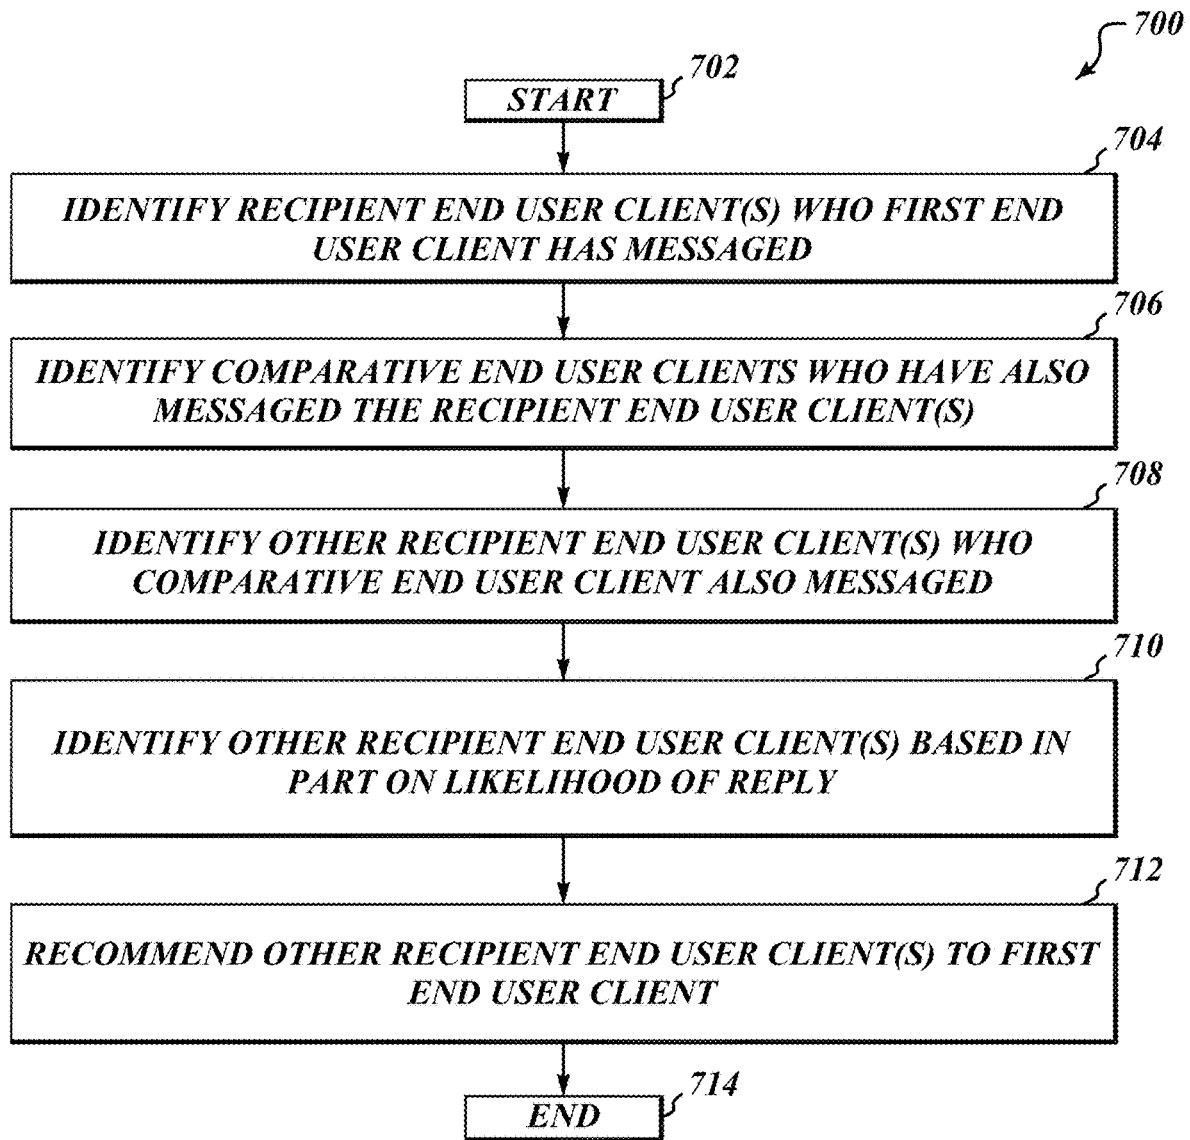 700
702
START
704
IDENTIFY RECIPIENT END USER CLIENT(S) WHO FIRST END
USER CLIENT HAS MESSAGED
706
IDENTIFY COMPARATIVE END USER CLIENTS WHO HAVE ALSO
MESSAGED THE RECIPIENT END USER CLIENT(S)
708
IDENTIFY OTHER RECIPIENT END USER CLIENT(S) WHO
COMPARATIVE END USER CLIENT ALSO MESSAGED
710
IDENTIFY OTHER RECIPIENT END USER CLIENT(S) BASED IN
PART ON LIKELIHOOD OF REPLY
712
RECOMMEND OTHER RECIPIENT END USER CLIENT(S) TO FIRST
END USER CLIENT
714
END